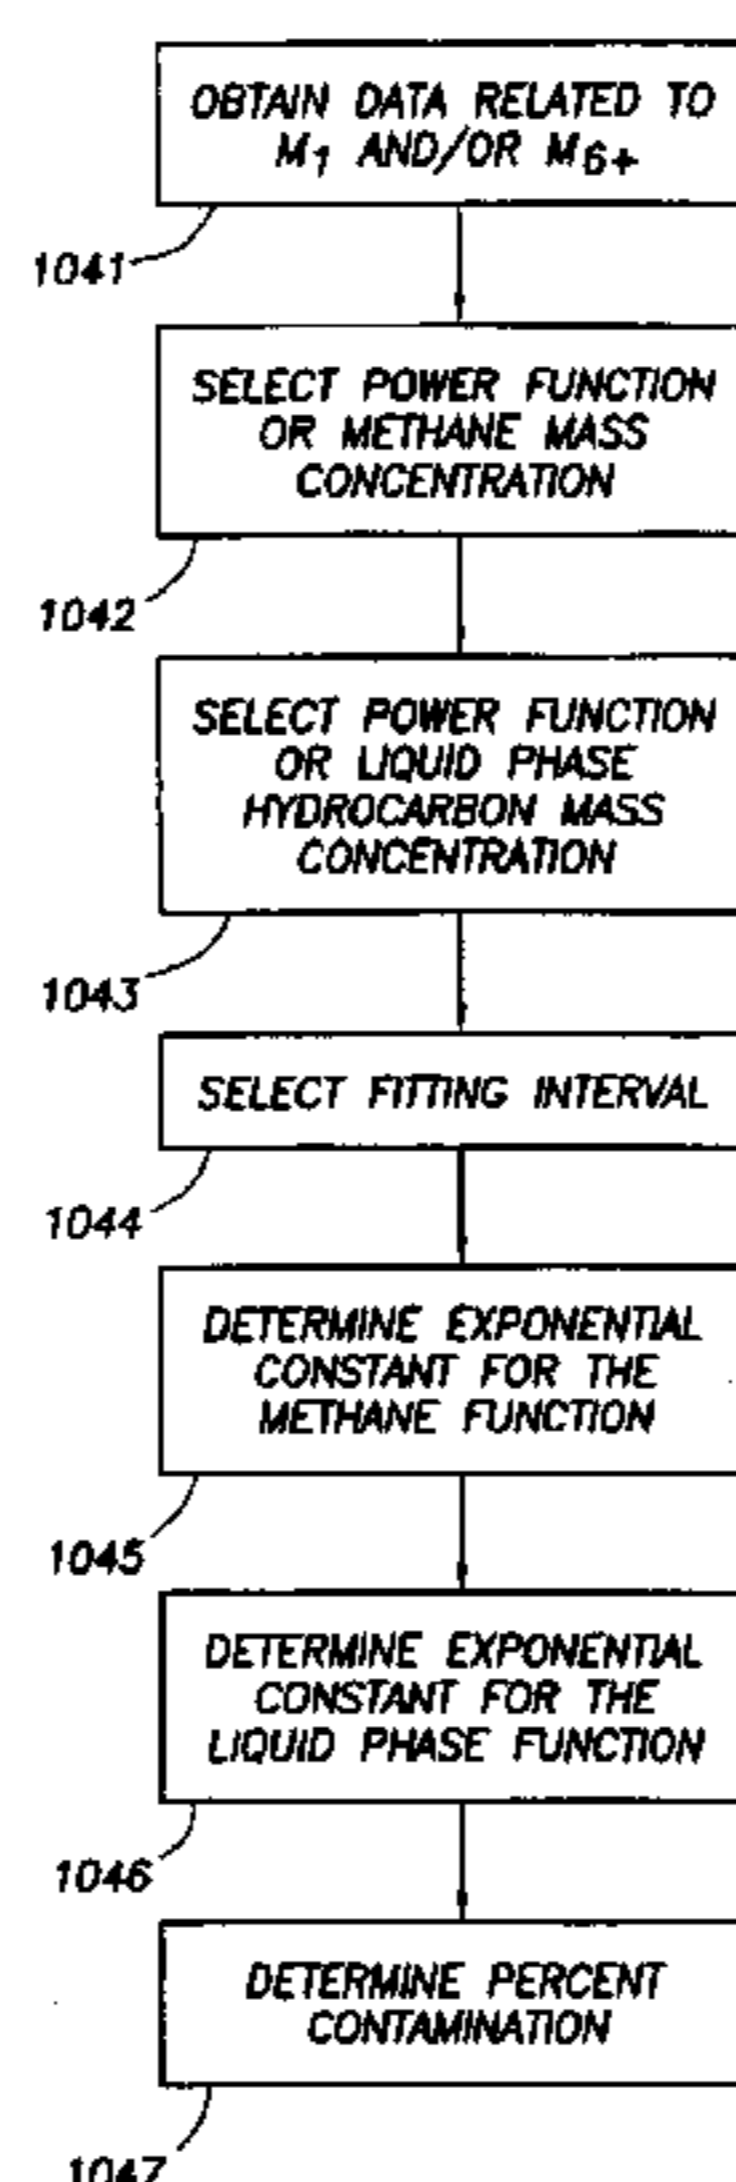 OBTAIN DATA RELATED TO
M1 AND/OR M6+
1041
SELECT POWER FUNCTION
OR METHANE MASS
CONCENTRATION
1042
SELECT POWER FUNCTION
OR LIQUID PHASE
HYDROCARBON MASS
CONCENTRATION
1043
SELECT FITTING INTERVAL
1044
DETERMINE EXPONENTIAL
CONSTANT FOR THE
METHANE FUNCTION
1045
DETERMINE EXPONENTIAL
CONSTANT FOR THE
LIQUID PHASE FUNCTION
1046
DETERMINE PERCENT
CONTAMINATION
1047